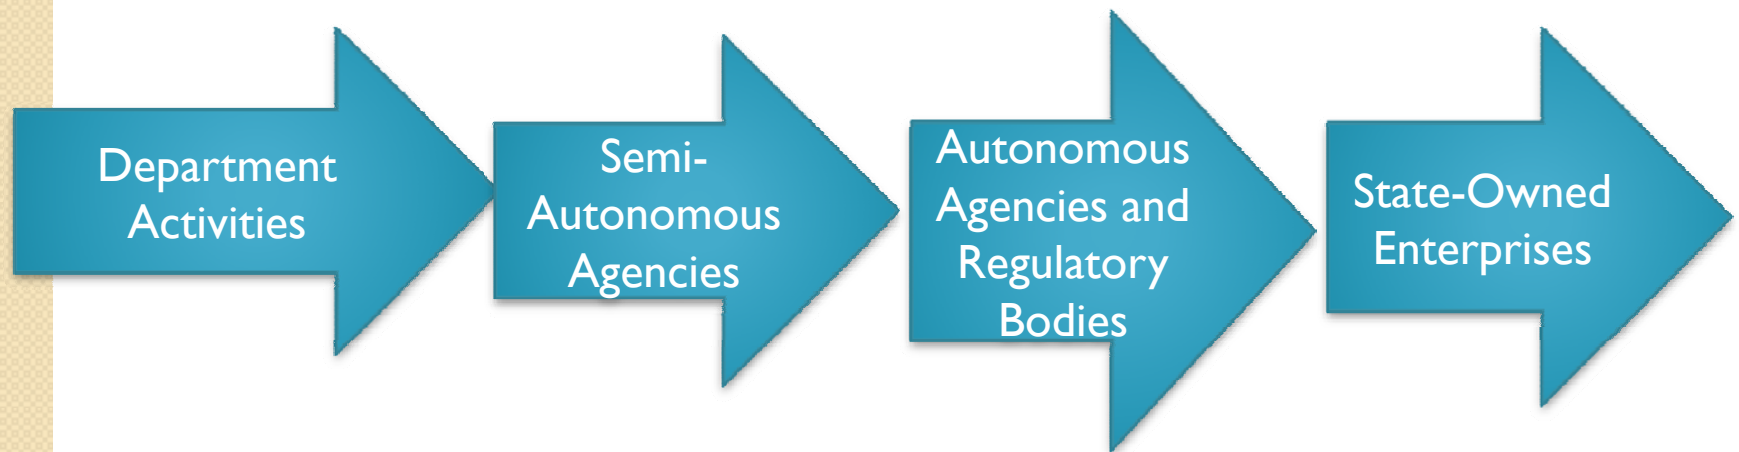 Department
Activities
Semi-
Autonomous
Agencies
Autonomous
Agencies and
Regulatory
Bodies
State-Owned
Enterprises